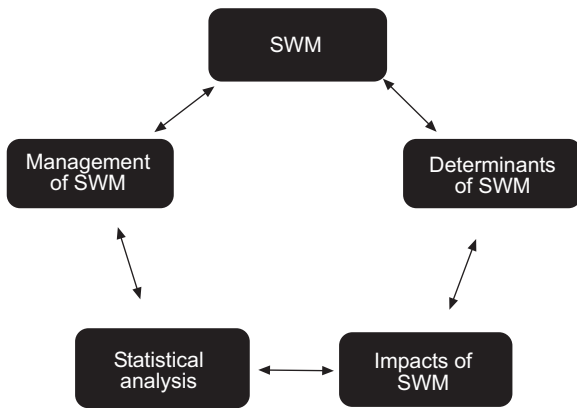 SWM
Management
of SWM
Determinants
of SWM
Statistical
analysis
Impacts of
SWM